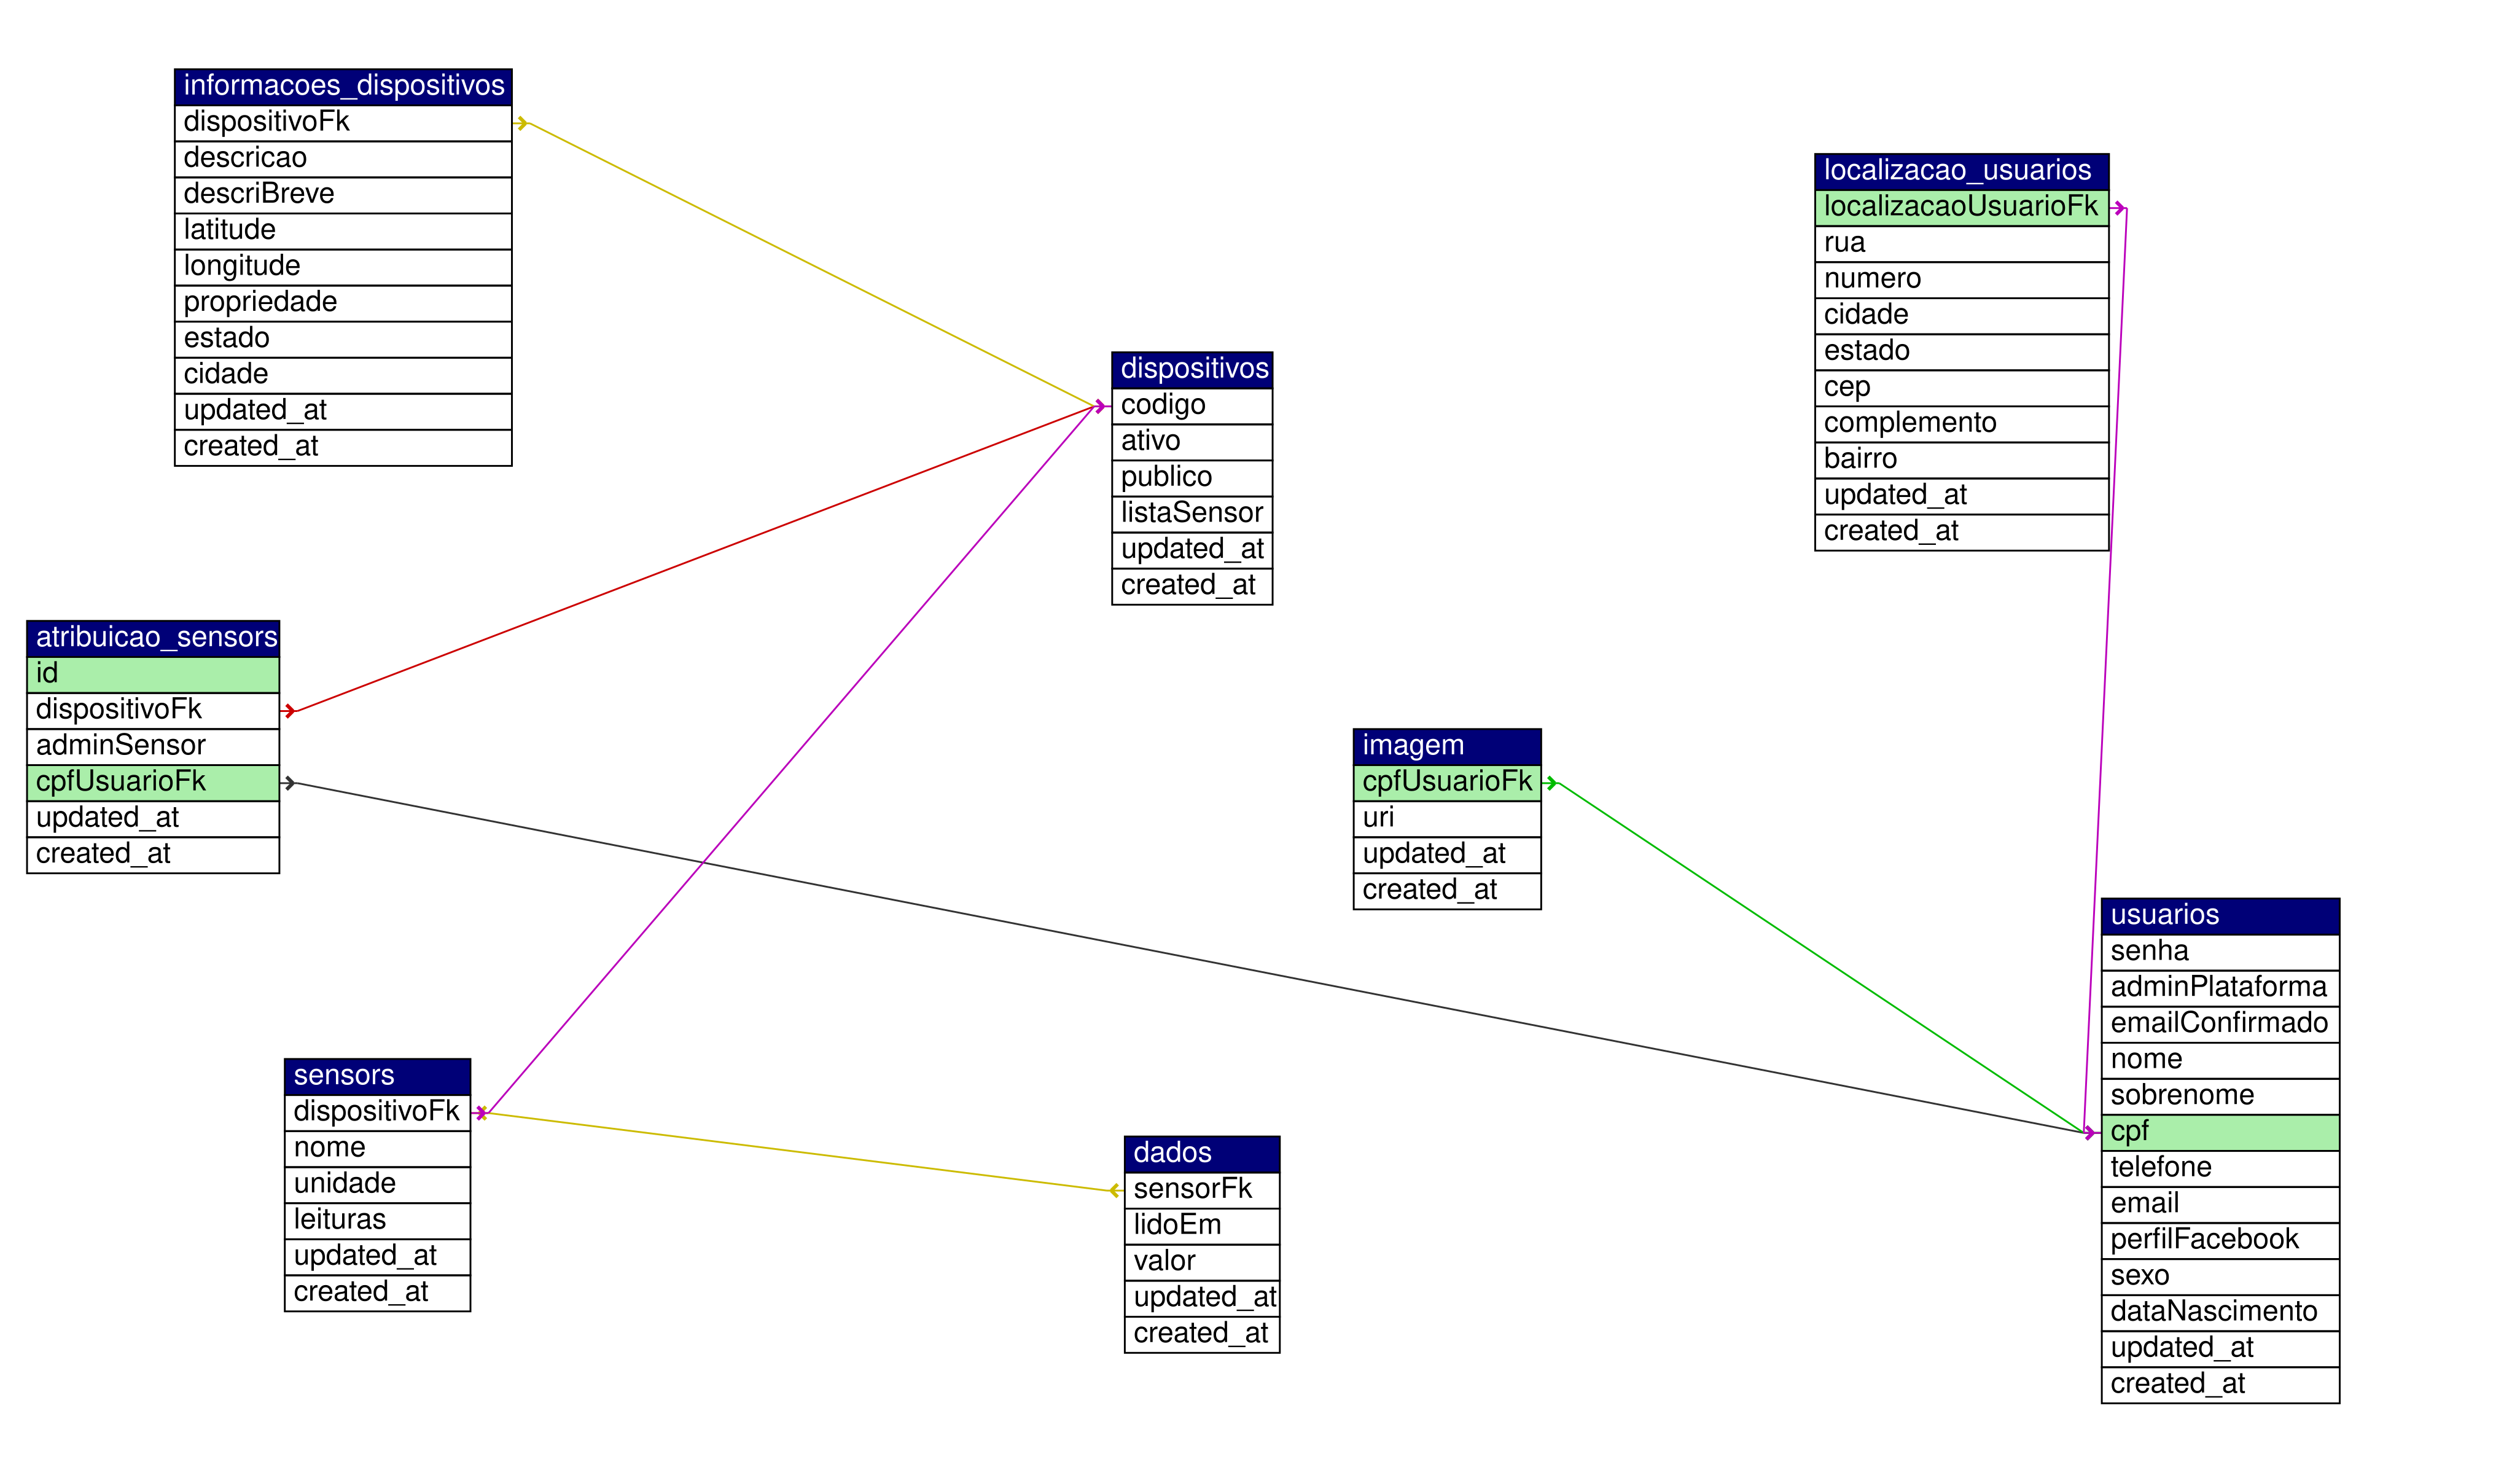 informacoes_dispositivos
dispositivoFk
descricao
descriBreve
latitude
longitude
propriedade
estado
cidade
updated_at
created_at
localizacao_usuarios
localizacaoUsuarioFk
rua
numero
cidade
estado
cep
complemento
bairro
updated_at
created_at
dispositivos
codigo
ativo
publico
listaSensor
updated_at
created_at
atribuicao_sensors
id
dispositivoFk
adminSensor
cpfUsuarioFk
updated_at
created_at
imagem
cpfUsuarioFk
uri
updated_at
created_at
usuarios
senha
adminPlataforma
emailConfirmado
nome
sobrenome
cpf
telefone
email
perfilFacebook
sexo
dataNascimento
updated_at
created_at
sensors
dispositivoFk
nome
unidade
leituras
updated_at
created_at
dados
sensorFk
lidoEm
valor
updated_at
created_at